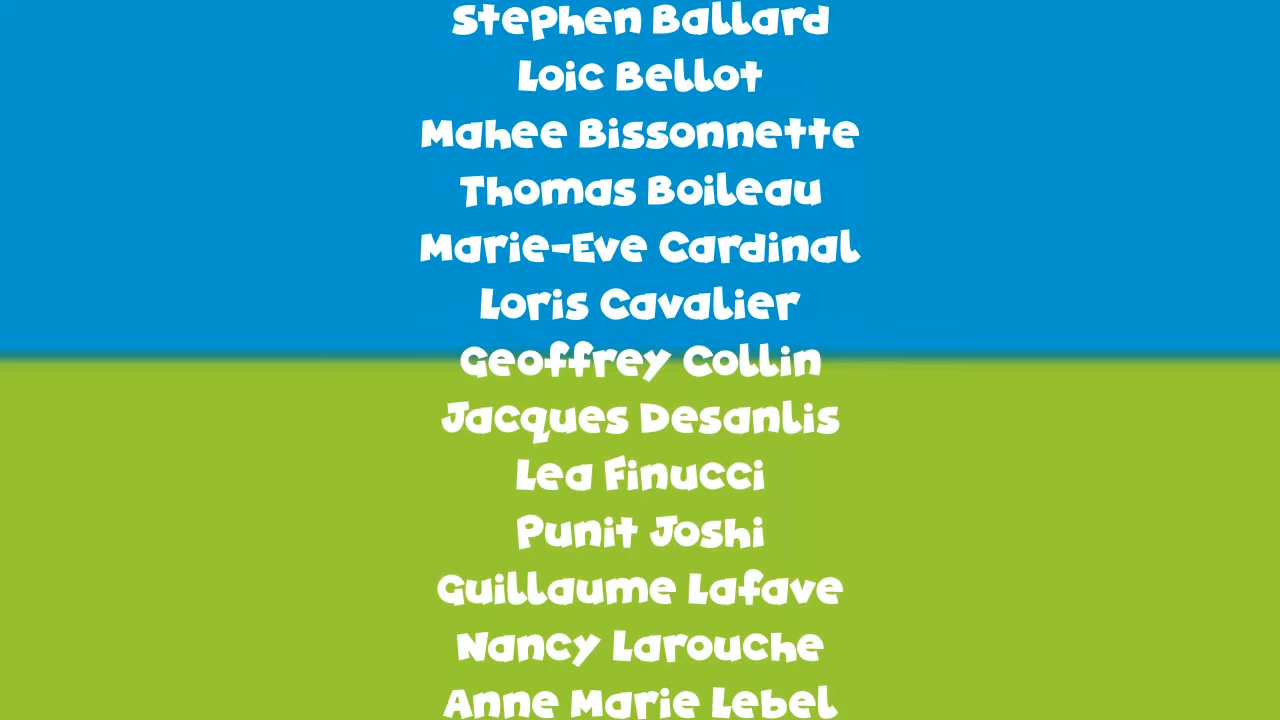 Stephen Ballard
Loic Bellot
Mahee Bissonnette
Thomas Boileau
Marie-Eve Cardinal
Loris Cavalier
Geoffrey Collin
Jacques Desanlis
Lea Finucci
Punit Joshi
Guillaume Lafave
Nancy Larouche
Anne Marie Lebel